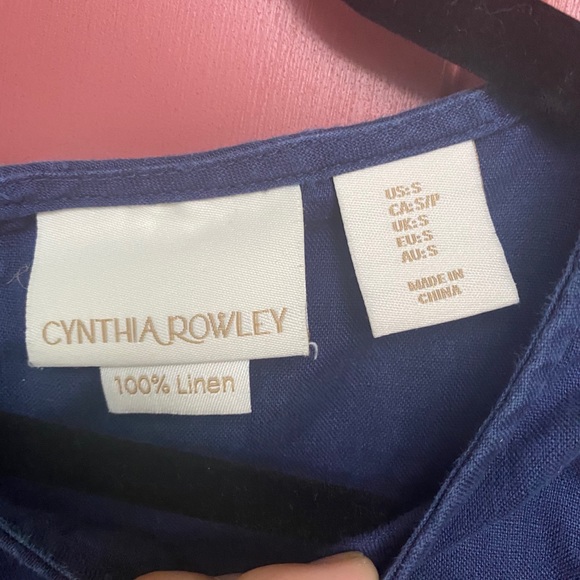 CYNTHIA ROWLEY
100% Linen
US:S
CA:S/P
UK:S
EU:S
AU:S
MADE IN
CHINA